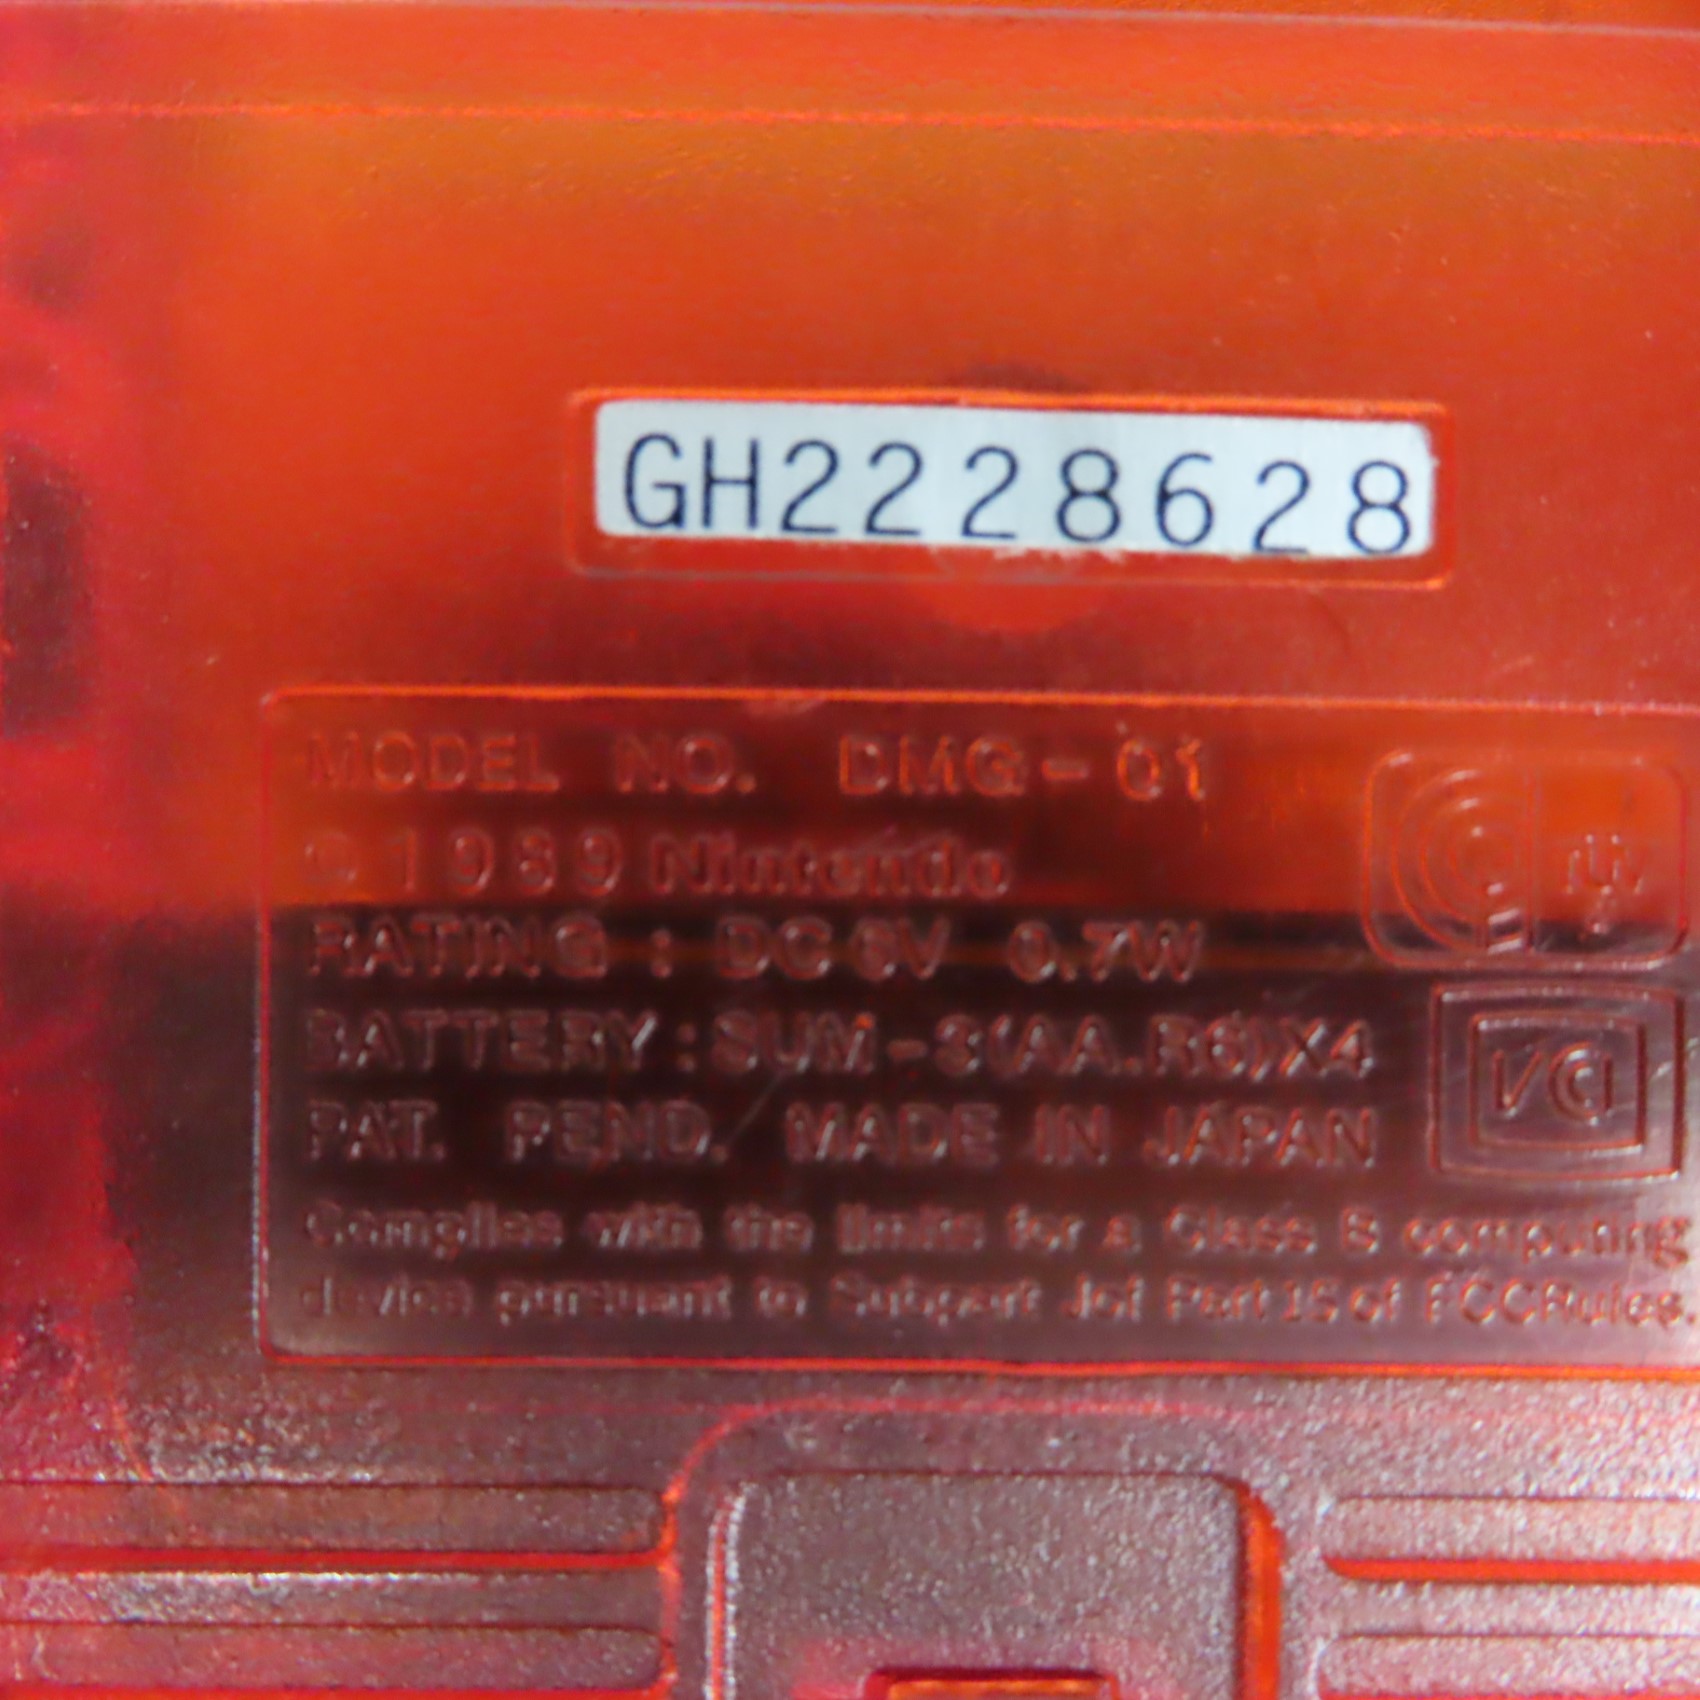 GH2228628
MODEL NO. DMG-01
©1989 Nintendo
RATING : DC 6V 0.7W
BATTERY : SUM-3(AA.R6)X4
PAT. PEND. MADE IN JAPAN
Complies with the limits for a Class B computing
device pursuant to Subpart J of Part 15 of FCC Rules.
VCI